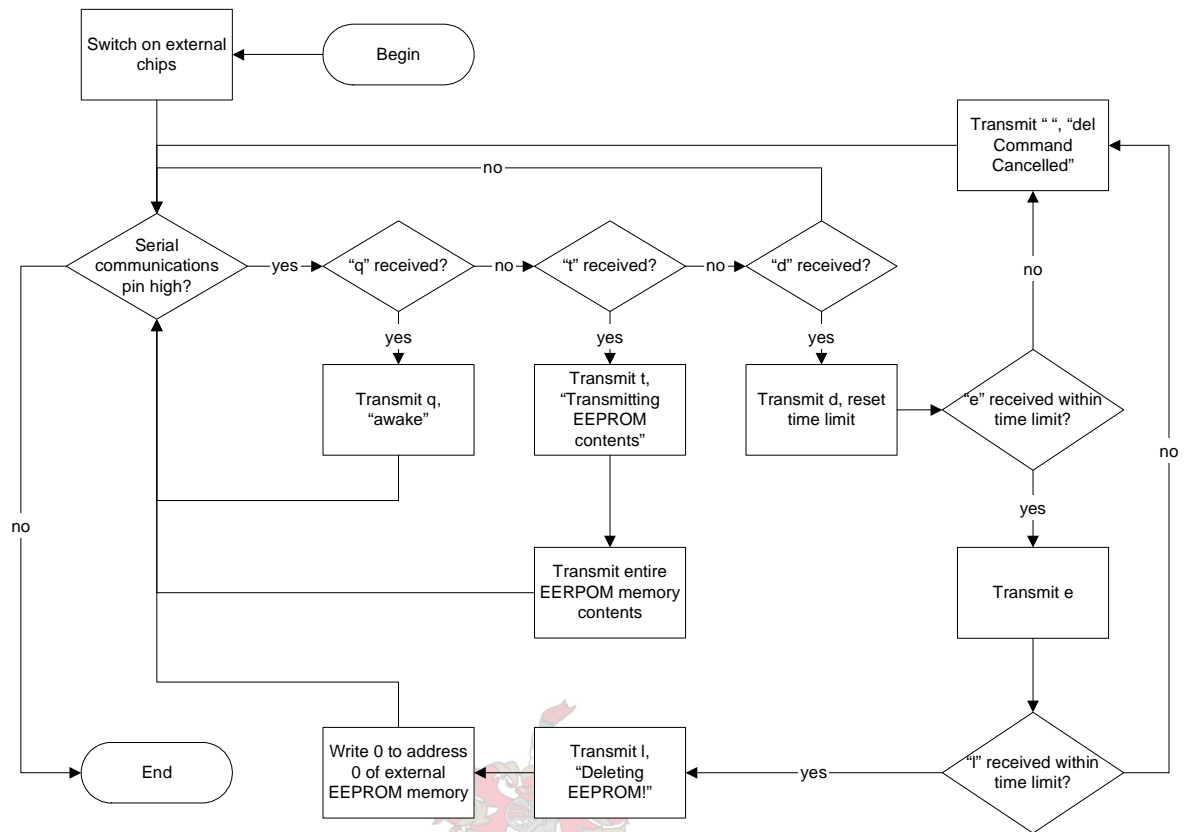 Switch on external
chips
Begin
Transmit “ “, “del
Command
Cancelled”
no
Serial
communications
pin high?
yes
“q” received?
no
“t” received?
no
“d” received?
no
yes
yes
yes
Transmit q,
“awake”
Transmit t,
“Transmitting
EEPROM
contents”
Transmit d, reset
time limit
“e” received within
time limit?
no
yes
no
Transmit entire
EERPOM memory
contents
Transmit e
End
Write 0 to address
0 of external
EEPROM memory
Transmit l,
“Deleting
EEPROM!”
yes
“l” received within
time limit?